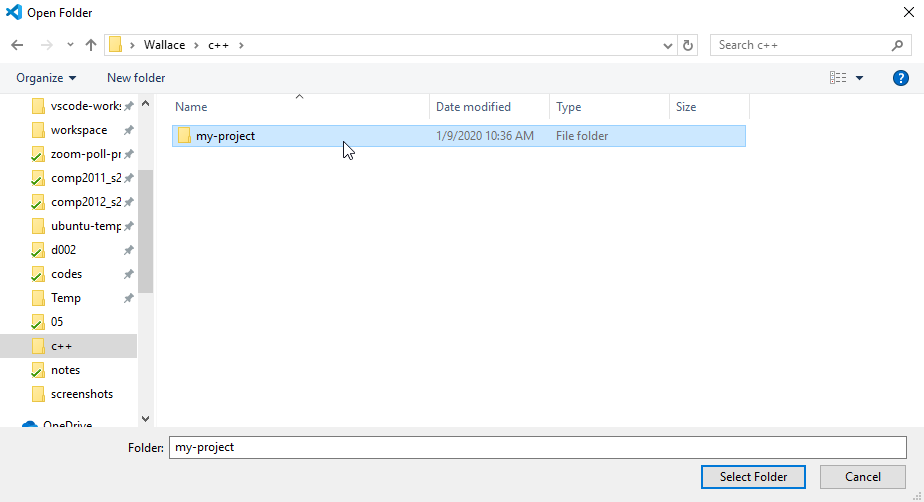 Open Folder
Wallace c++
Search c++
Organize New folder
?
Name Date modified Type Size
my-project 1/9/2020 10:36 AM File folder
vscode-works
workspace
zoom-poll-pr
comp2011_s2
comp2012_s2
ubuntu-temp
d002
codes
Temp
05
c++
notes
screenshots
OneDrive
Folder: my-project
Select Folder Cancel